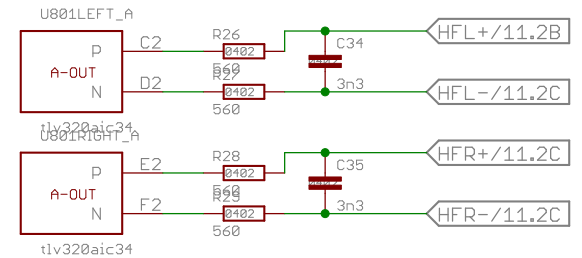 U801LEFT_A
P
A-OUT
N
tlv320aic34
C2
D2
R26
0402
560
R27
0402
560
C34
0402
3n3
HFL+/11.2B
HFL-/11.2C
U801RIGHT_A
P
A-OUT
N
tlv320aic34
E2
F2
R28
0402
560
R29
0402
560
C35
0402
3n3
HFR+/11.2C
HFR-/11.2C